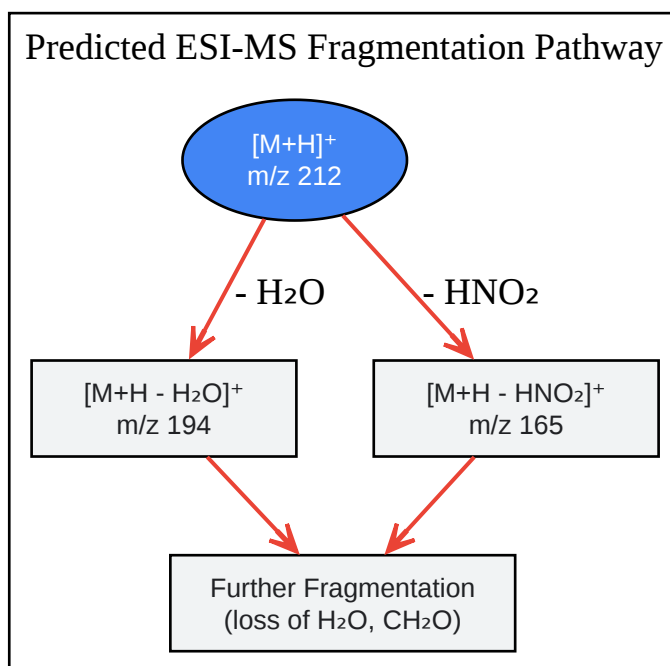 Predicted ESI-MS Fragmentation Pathway
[M+H]⁺
m/z 212
- H₂O
- HNO₂
[M+H - H₂O]⁺
m/z 194
[M+H - HNO₂]⁺
m/z 165
Further Fragmentation
(loss of H₂O, CH₂O)